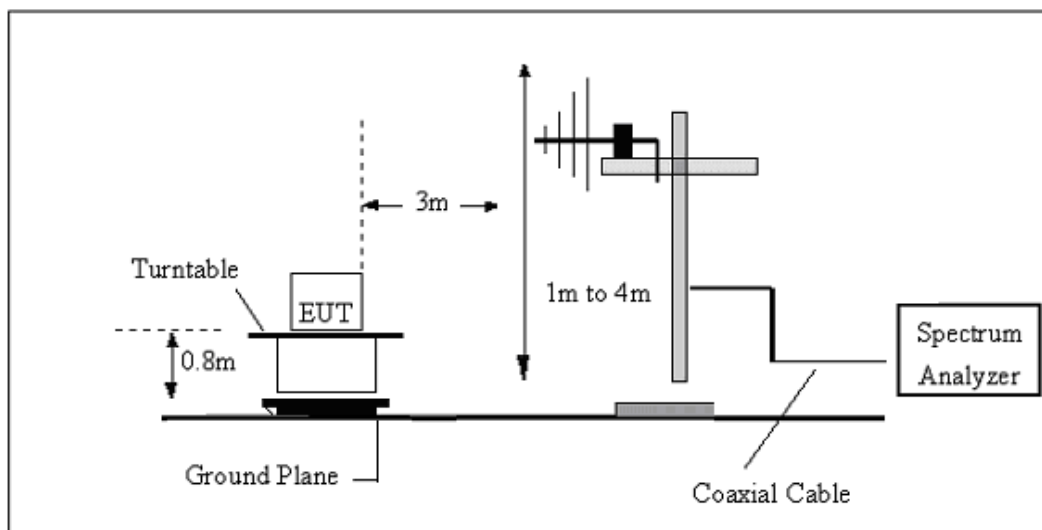 3m
Turntable
EUT
1m to 4m
0.8m
Spectrum
Analyzer
Ground Plane
Coaxial Cable